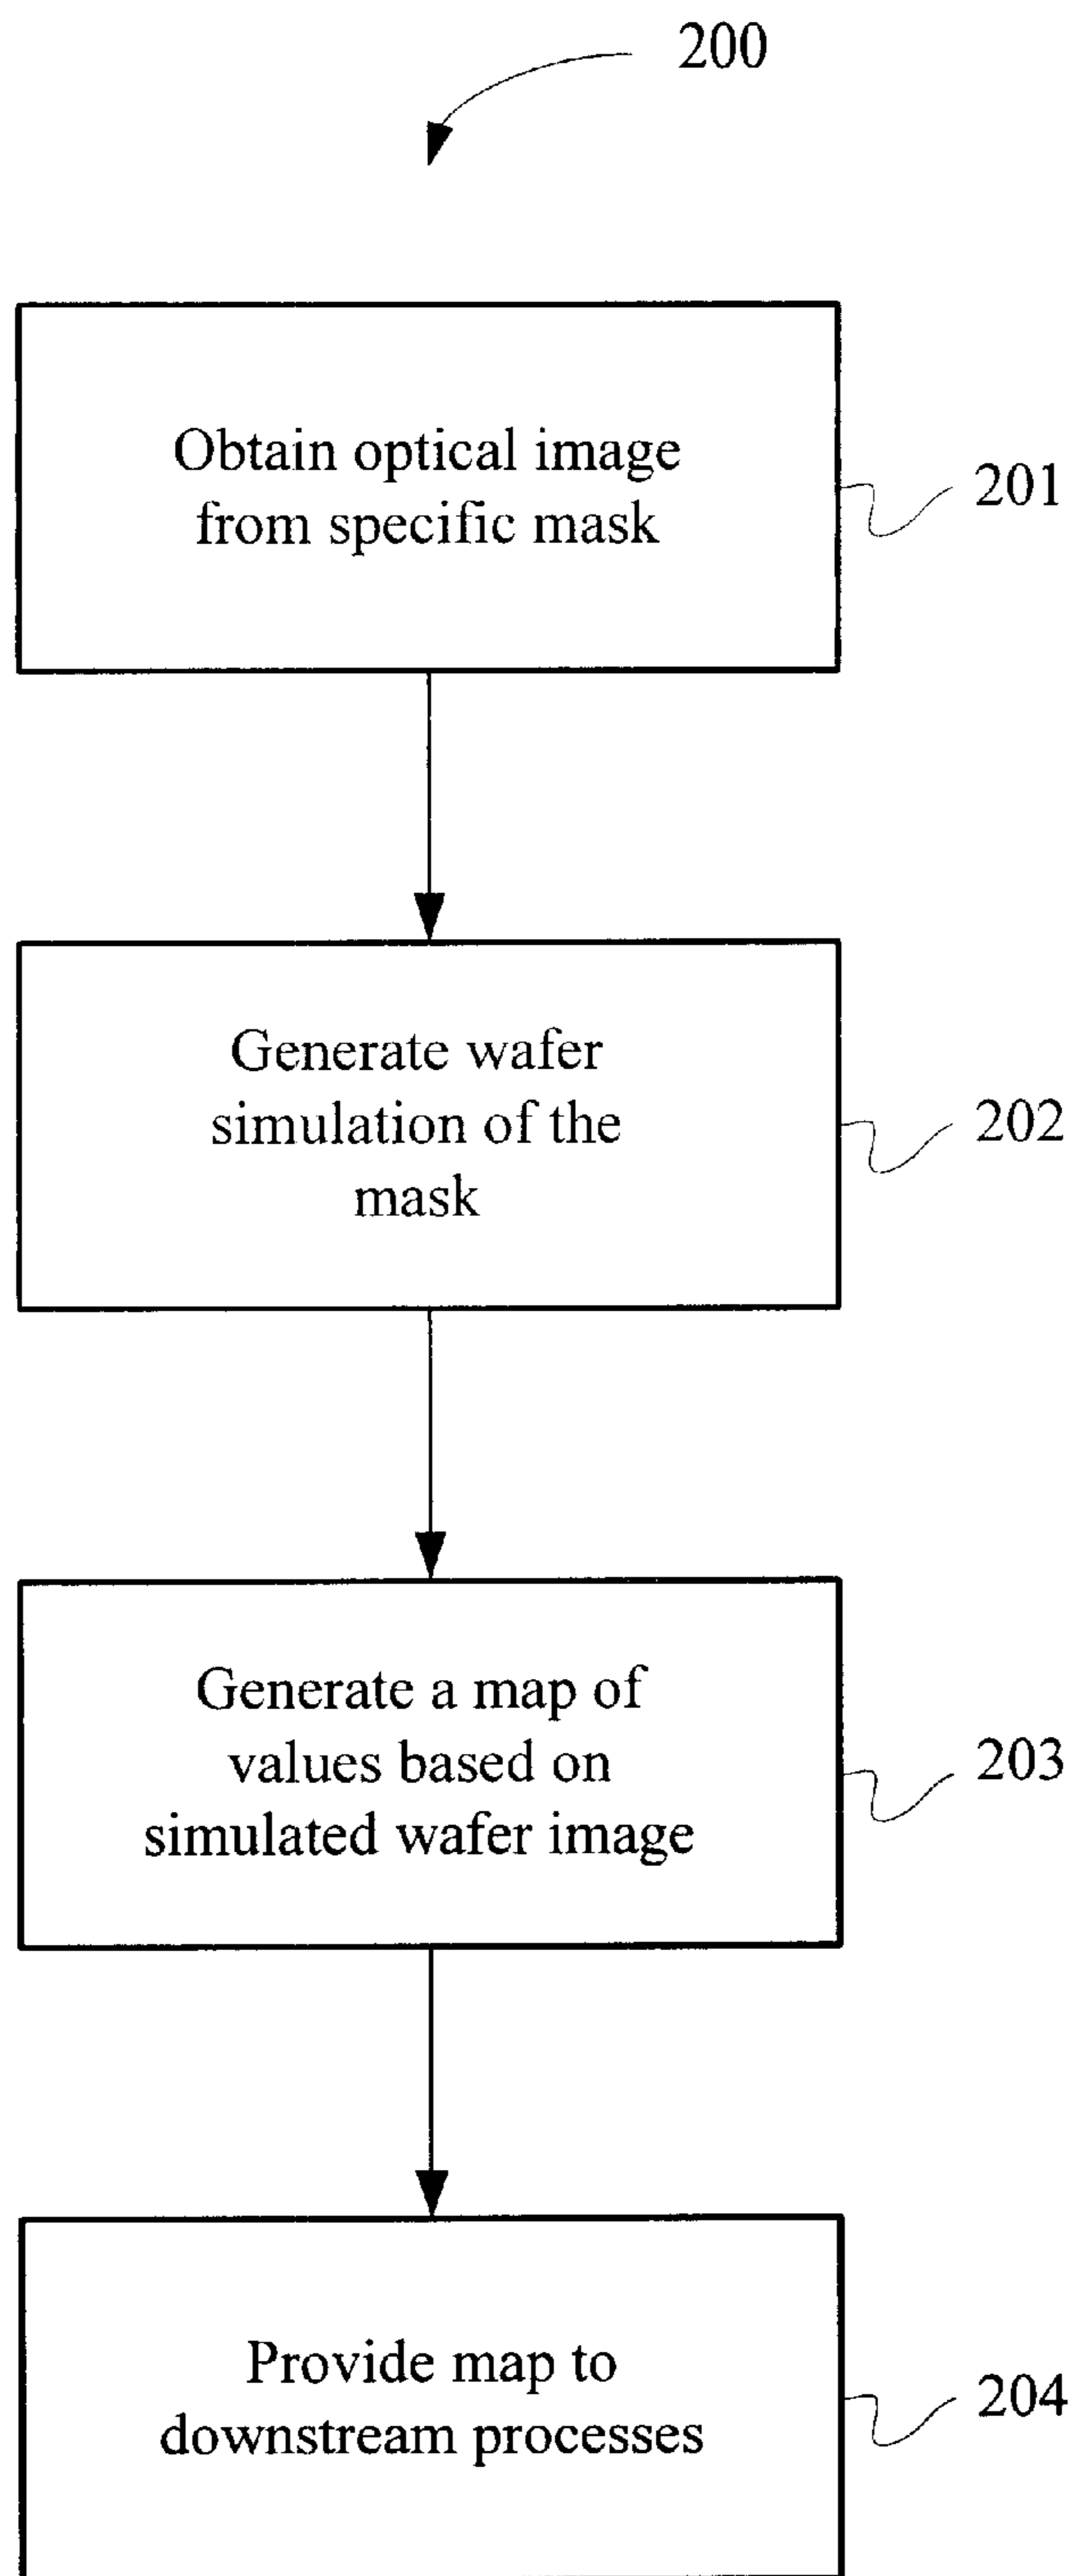 200
Obtain optical image
from specific mask
201
Generate wafer
simulation of the
mask
202
Generate a map of
values based on
simulated wafer image
203
Provide map to
downstream processes
204